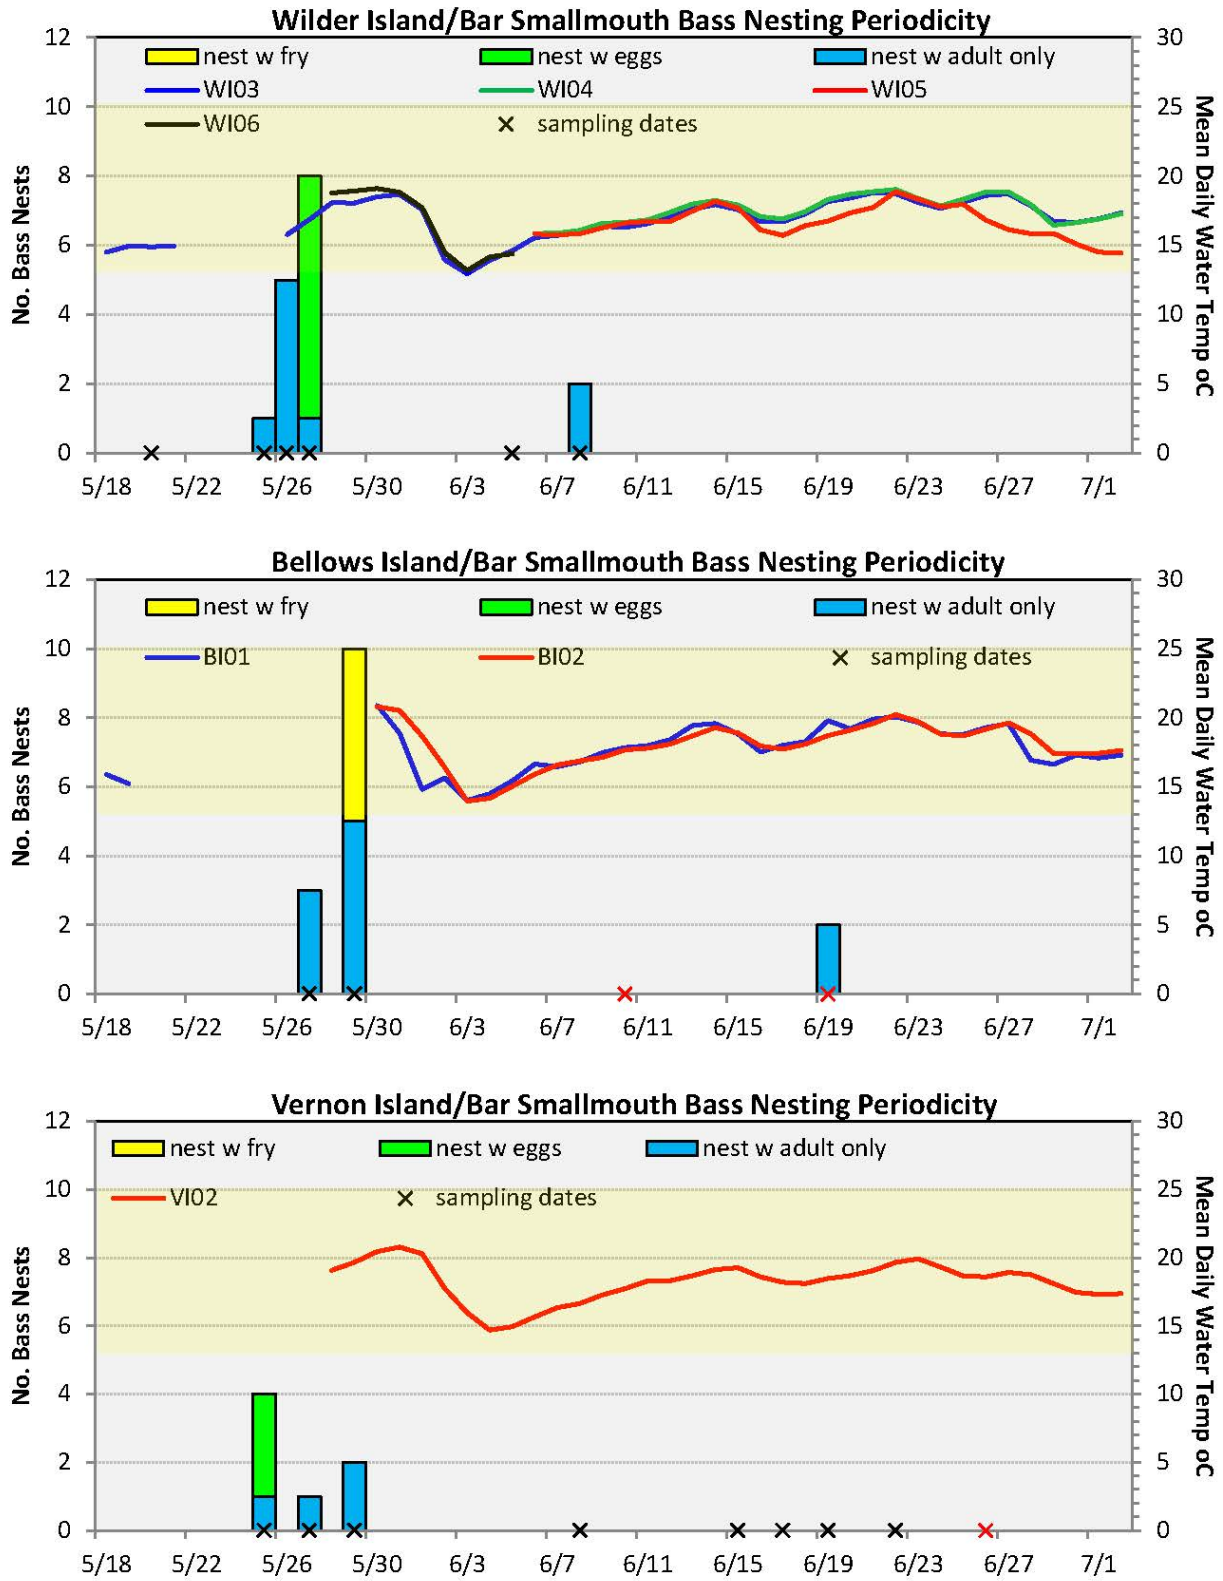 Wilder Island/Bar Smallmouth Bass Nesting Periodicity
12 30
nest w fry nest w eggs nest w adult only
WI03 WI04 WI05
10 25
WI06 sampling dates
8 20
6 15
4 10
2 5
0 0
No. Bass Nests
Mean Daily Water Temp oC
5/18 5/22 5/26 5/30 6/3 6/7 6/11 6/15 6/19 6/23 6/27 7/1
Bellows Island/Bar Smallmouth Bass Nesting Periodicity
12 30
nest w fry nest w eggs nest w adult only
10 25
BI01 BI02 sampling dates
8 20
6 15
4 10
2 5
0 0
No. Bass Nests
Mean Daily Water Temp oC
5/18 5/22 5/26 5/30 6/3 6/7 6/11 6/15 6/19 6/23 6/27 7/1
Vernon Island/Bar Smallmouth Bass Nesting Periodicity
12 30
nest w fry nest w eggs nest w adult only
10 25
VI02 sampling dates
8 20
6 15
4 10
2 5
0 0
No. Bass Nests
Mean Daily Water Temp oC
5/18 5/22 5/26 5/30 6/3 6/7 6/11 6/15 6/19 6/23 6/27 7/1